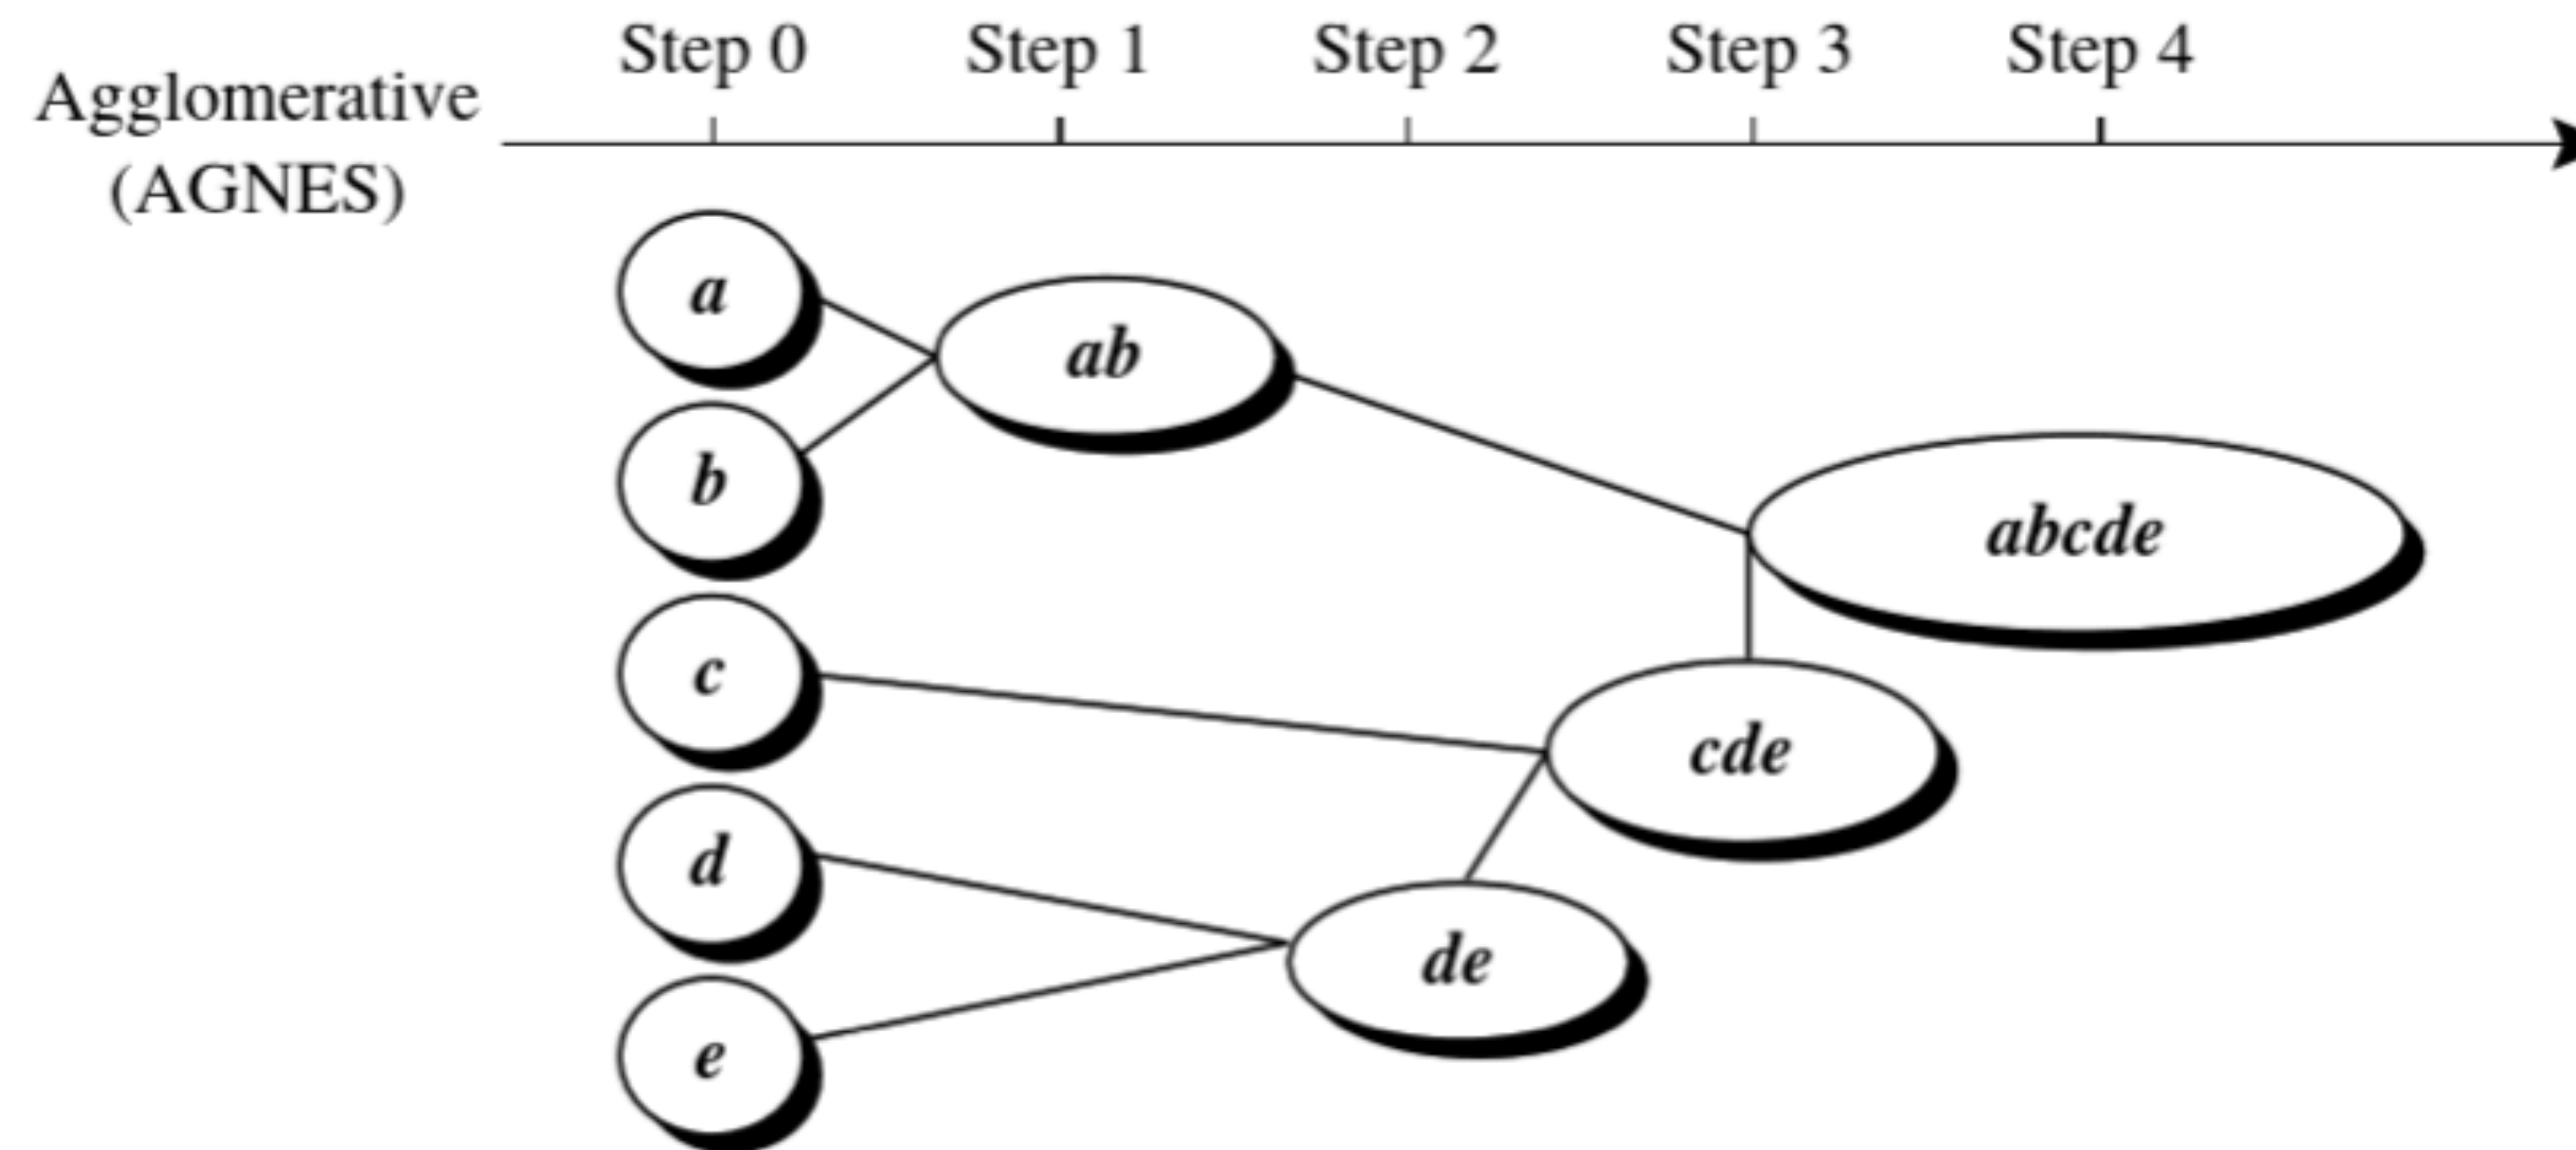 Step 0 Step 1 Step 2 Step 3 Step 4
Agglomerative
(AGNES)
a
ab
b
abcde
c
cde
d
de
e